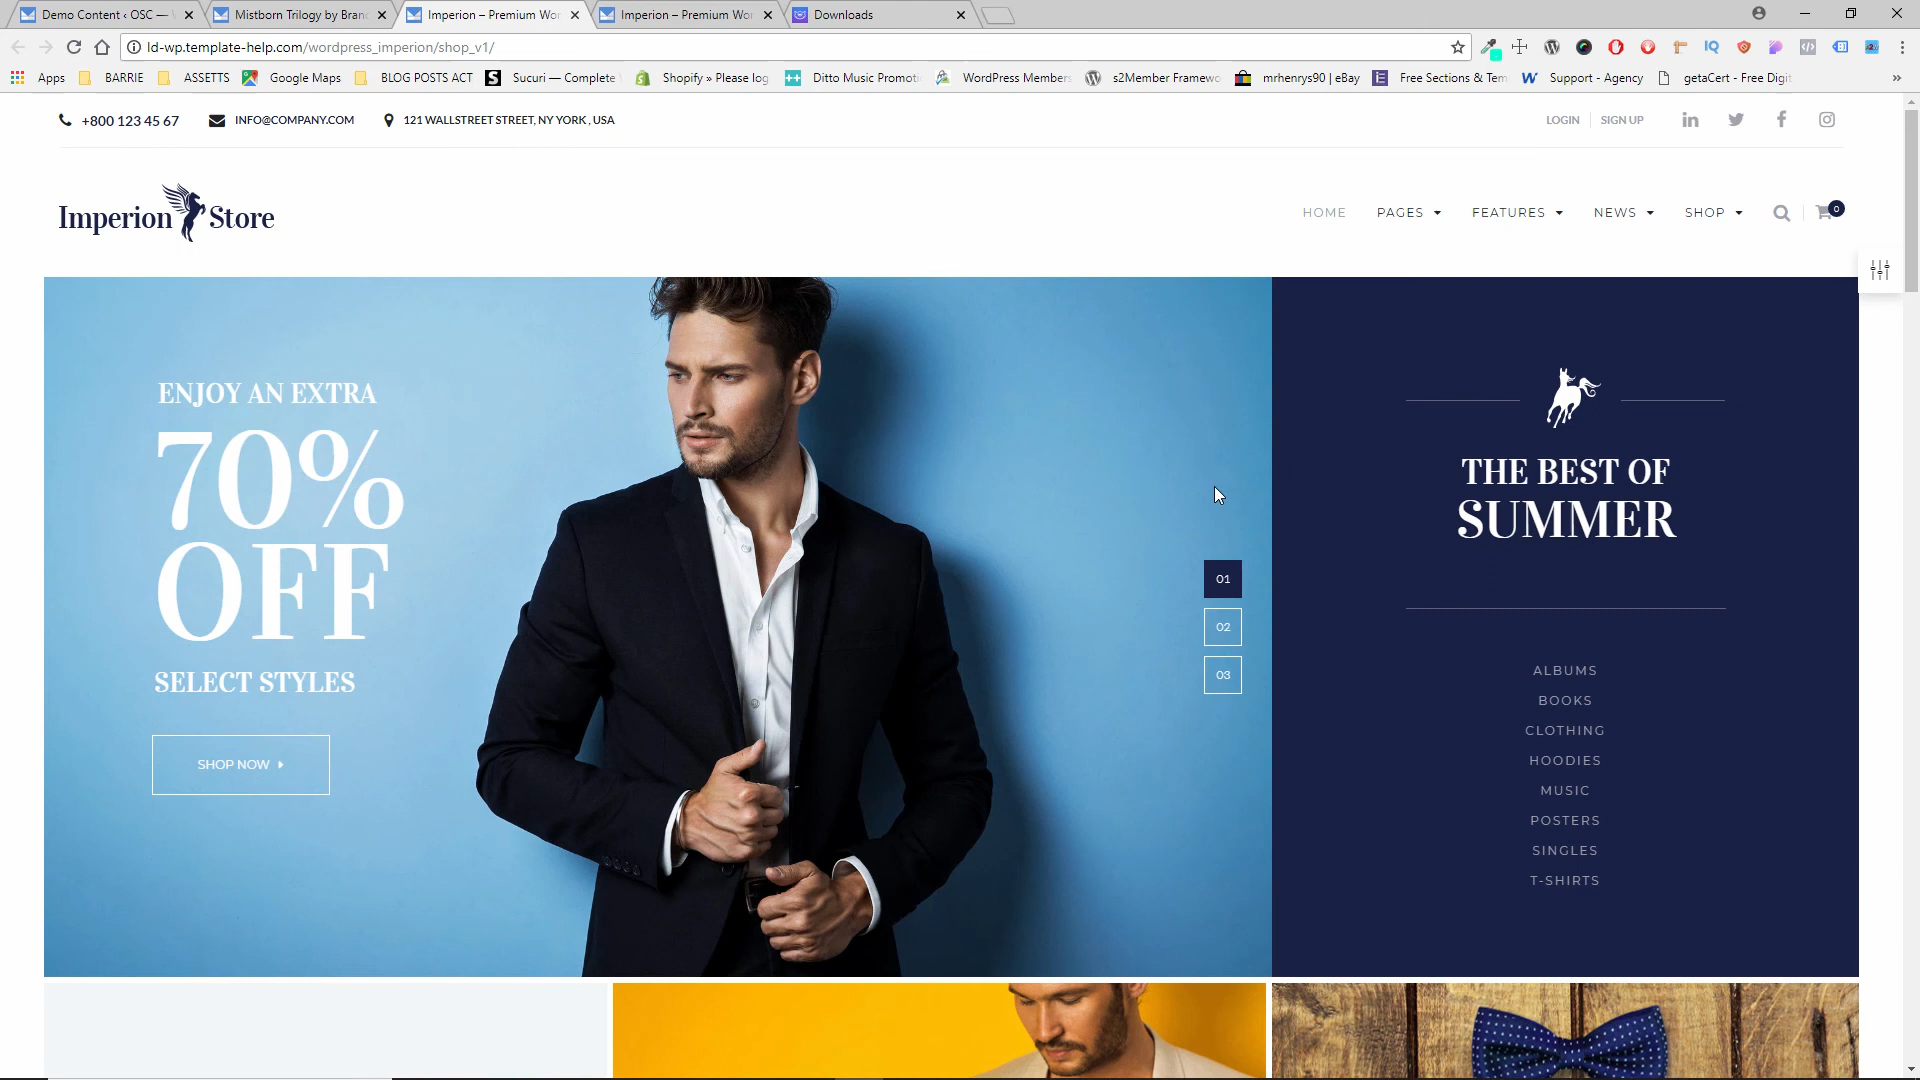 Demo Content ‹ OSC —
Mistborn Trilogy by Bran
Imperion – Premium Wor
Imperion – Premium Wor
Downloads
ld-wp.template-help.com/wordpress_imperion/shop_v1/
Apps
BARRIE
ASSETTS
Google Maps
BLOG POSTS ACT
Sucuri — Complete
Shopify » Please log
Ditto Music Promoti
WordPress Members
s2Member Framewo
mrhenrys90 | eBay
Free Sections & Tem
Support - Agency
getaCert - Free Digit
+800 123 45 67
INFO@COMPANY.COM
121 WALLSTREET STREET, NY YORK , USA
LOGIN
SIGN UP
Imperion Store
HOME
PAGES
FEATURES
NEWS
SHOP
0
ENJOY AN EXTRA
70%
OFF
SELECT STYLES
SHOP NOW
01
02
03
THE BEST OF
SUMMER
ALBUMS
BOOKS
CLOTHING
HOODIES
MUSIC
POSTERS
SINGLES
T-SHIRTS